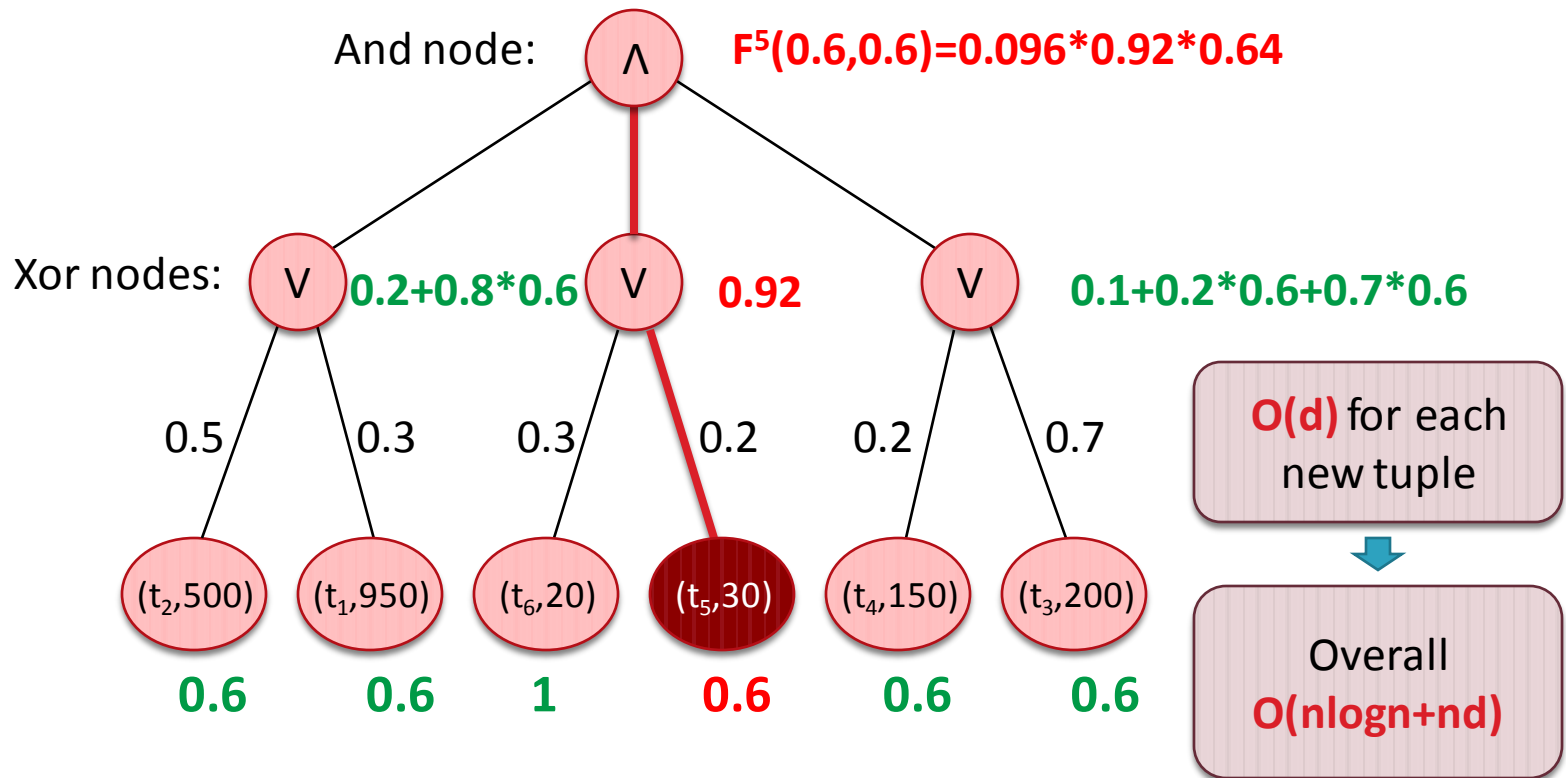 And node:
Λ
F⁵(0.6,0.6)=0.096*0.92*0.64
Xor nodes:
V
0.2+0.8*0.6
V
0.92
V
0.1+0.2*0.6+0.7*0.6
0.5
0.3
0.3
0.2
0.2
0.7
O(d) for each
new tuple
(t₂,500)
(t₁,950)
(t₆,20)
(t₅,30)
(t₄,150)
(t₃,200)
0.6
0.6
1
0.6
0.6
0.6
Overall
O(nlogn+nd)